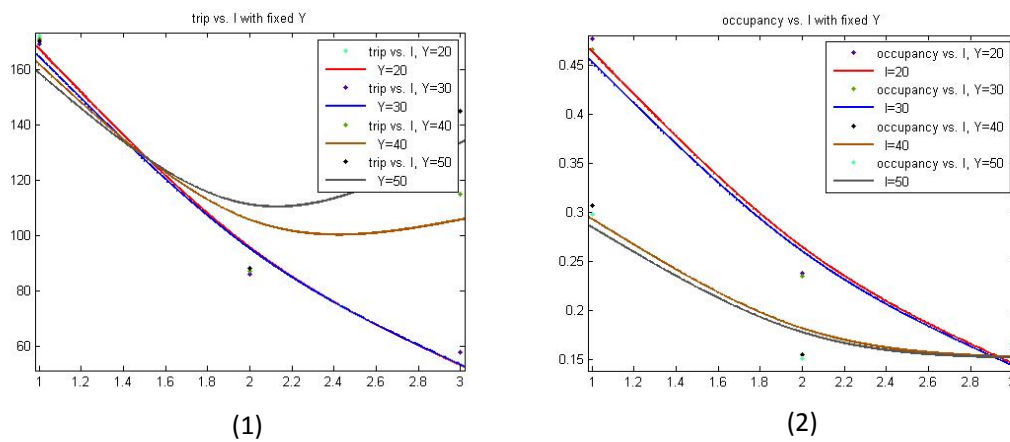 trip vs. I with fixed Y
trip vs. I, Y=20
Y=20
trip vs. I, Y=30
Y=30
trip vs. I, Y=40
Y=40
trip vs. I, Y=50
Y=50
160
140
120
100
80
60
1 1.2 1.4 1.6 1.8 2 2.2 2.4 2.6 2.8 3
(1)
occupancy vs. I with fixed Y
occupancy vs. I, Y=20
I=20
occupancy vs. I, Y=30
I=30
occupancy vs. I, Y=40
I=40
occupancy vs. I, Y=50
I=50
0.45
0.4
0.35
0.3
0.25
0.2
0.15
1 1.2 1.4 1.6 1.8 2 2.2 2.4 2.6 2.8
(2)